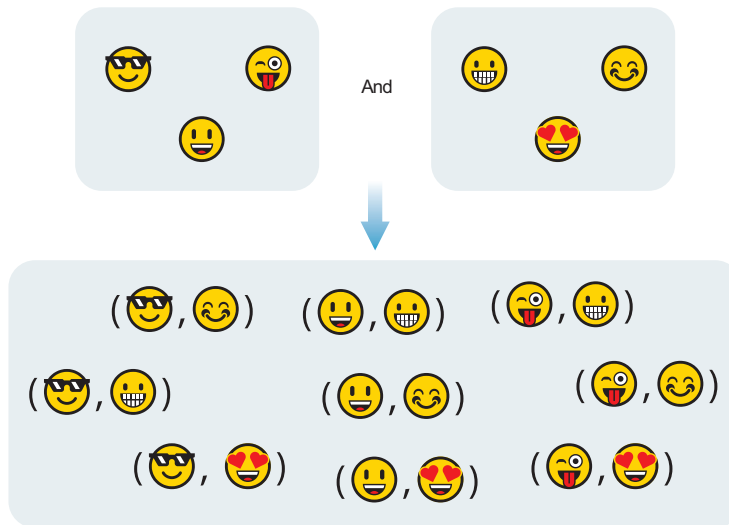 And
( , ) ( , ) ( , )
( , ) ( , ) ( , )
( , ) ( , ) ( , )